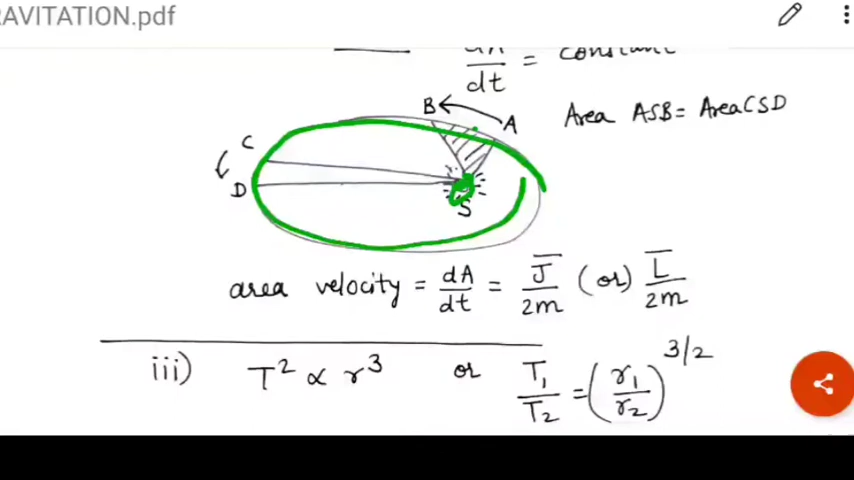 RAVITATION.pdf
dA/dt = constant
B A Area ASB= Area CSD
C
D
S
area velocity = dA/dt = J̅/2m (or) L̅/2m
iii) T² ∝ r³ or T₁/T₂ = (r₁/r₂)^3/2